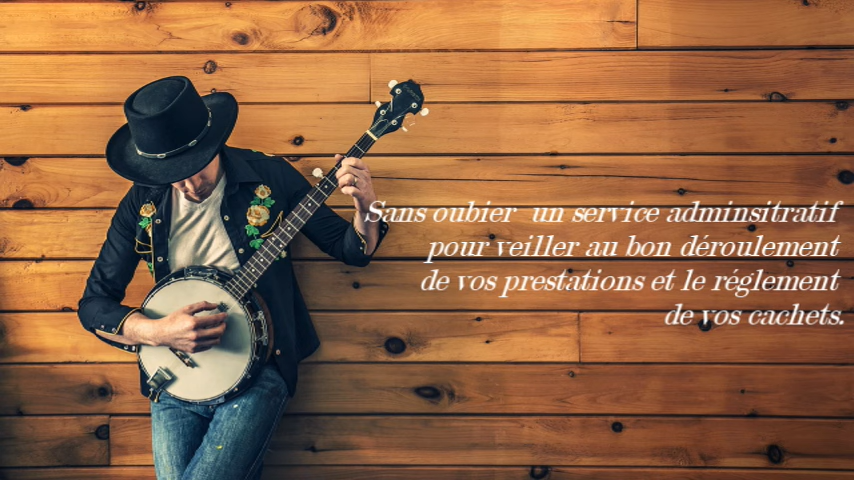 Sans oubier un service adminsitratif
pour veiller au bon déroulement
de vos prestations et le réglement
de vos cachets.